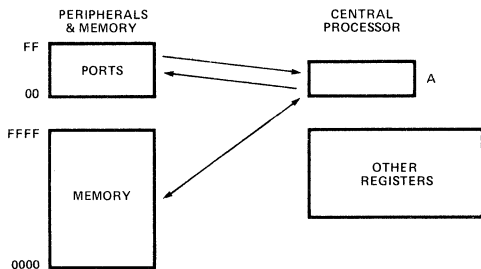 PERIPHERALS
& MEMORY
CENTRAL
PROCESSOR
FF
PORTS
00
A
FFFF
MEMORY
0000
OTHER
REGISTERS